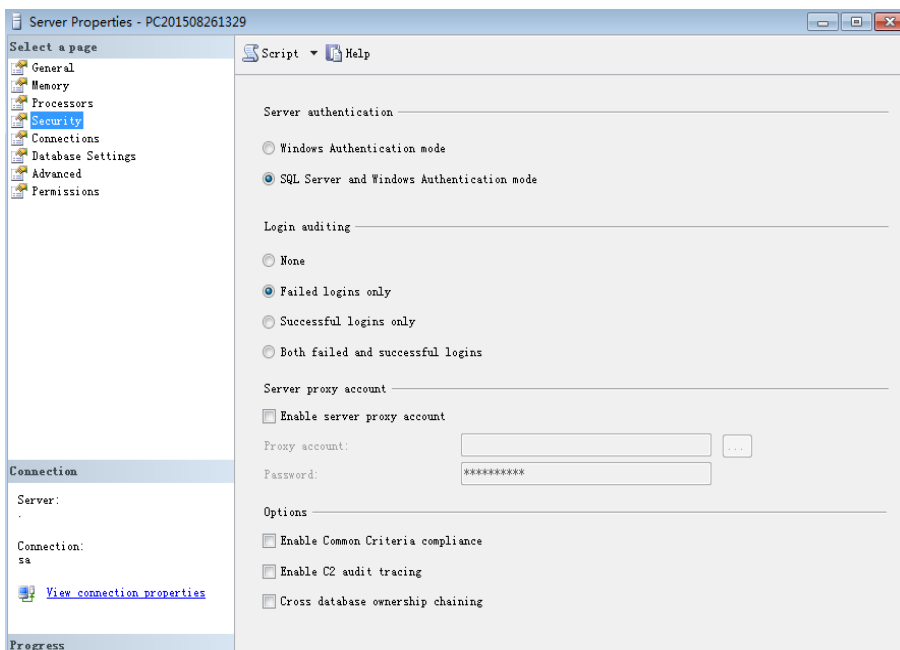 Server Properties - PC201508261329
Select a page
General
Memory
Processors
Security
Connections
Database Settings
Advanced
Permissions
Connection
Server:
.
Connection:
sa
View connection properties
Progress
Script Help
Server authentication
Windows Authentication mode
SQL Server and Windows Authentication mode
Login auditing
None
Failed logins only
Successful logins only
Both failed and successful logins
Server proxy account
Enable server proxy account
Proxy account:
...
Password:
**********
Options
Enable Common Criteria compliance
Enable C2 audit tracing
Cross database ownership chaining